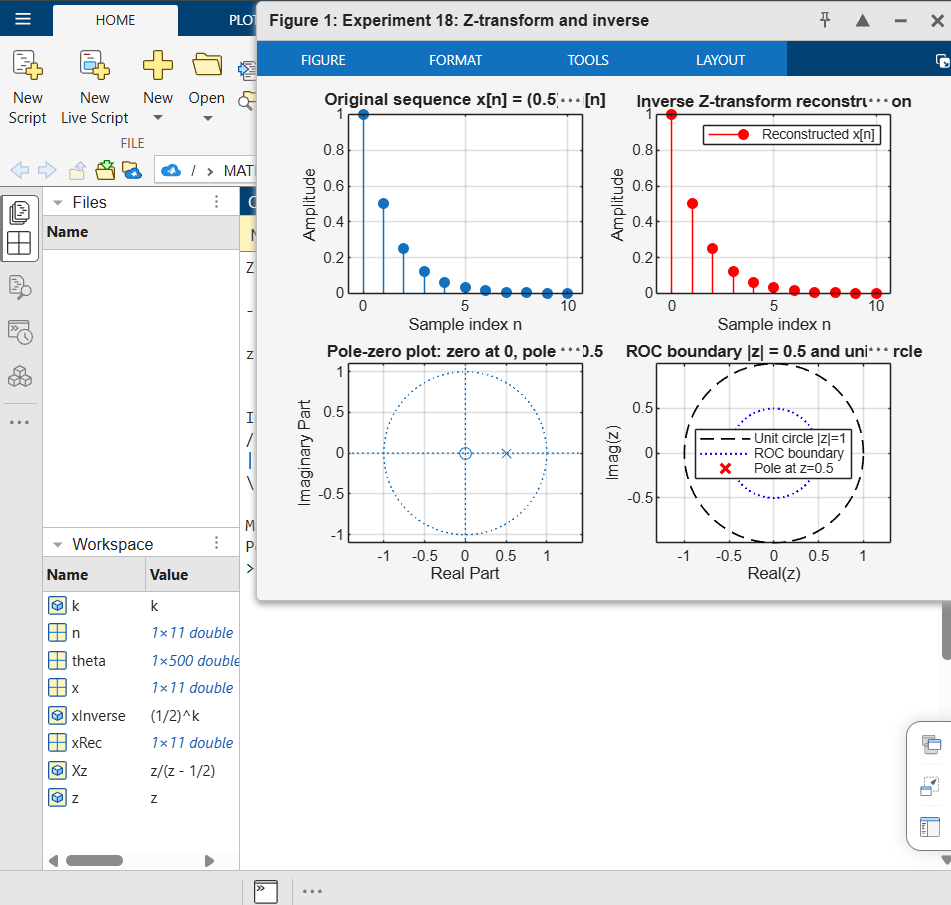 HOME
PLO
New
Script
New
Live Script
New
Open
FILE
/ > MAT
Files
Name
Z
-
z
I
/
|
\
M
P
>
Workspace
Name Value
k k
n 1×11 double
theta 1×500 double
x 1×11 double
xInverse (1/2)^k
xRec 1×11 double
Xz z/(z - 1/2)
z z
Figure 1: Experiment 18: Z-transform and inverse
FIGURE FORMAT TOOLS LAYOUT
Original sequence x[n] = (0.5) ··· [n]
1
0.8
0.6
0.4
0.2
0
Amplitude
0 5 10
Sample index n
Inverse Z-transform reconstru ··· on
Reconstructed x[n]
1
0.8
0.6
0.4
0.2
0
Amplitude
0 5 10
Sample index n
Pole-zero plot: zero at 0, pole ··· 0.5
1
0.5
0
-0.5
-1
Imaginary Part
-1 -0.5 0 0.5 1
Real Part
ROC boundary |z| = 0.5 and uni ··· rcle
0.5
0
-0.5
Imag(z)
Unit circle |z|=1
ROC boundary
Pole at z=0.5
-1 -0.5 0 0.5 1
Real(z)